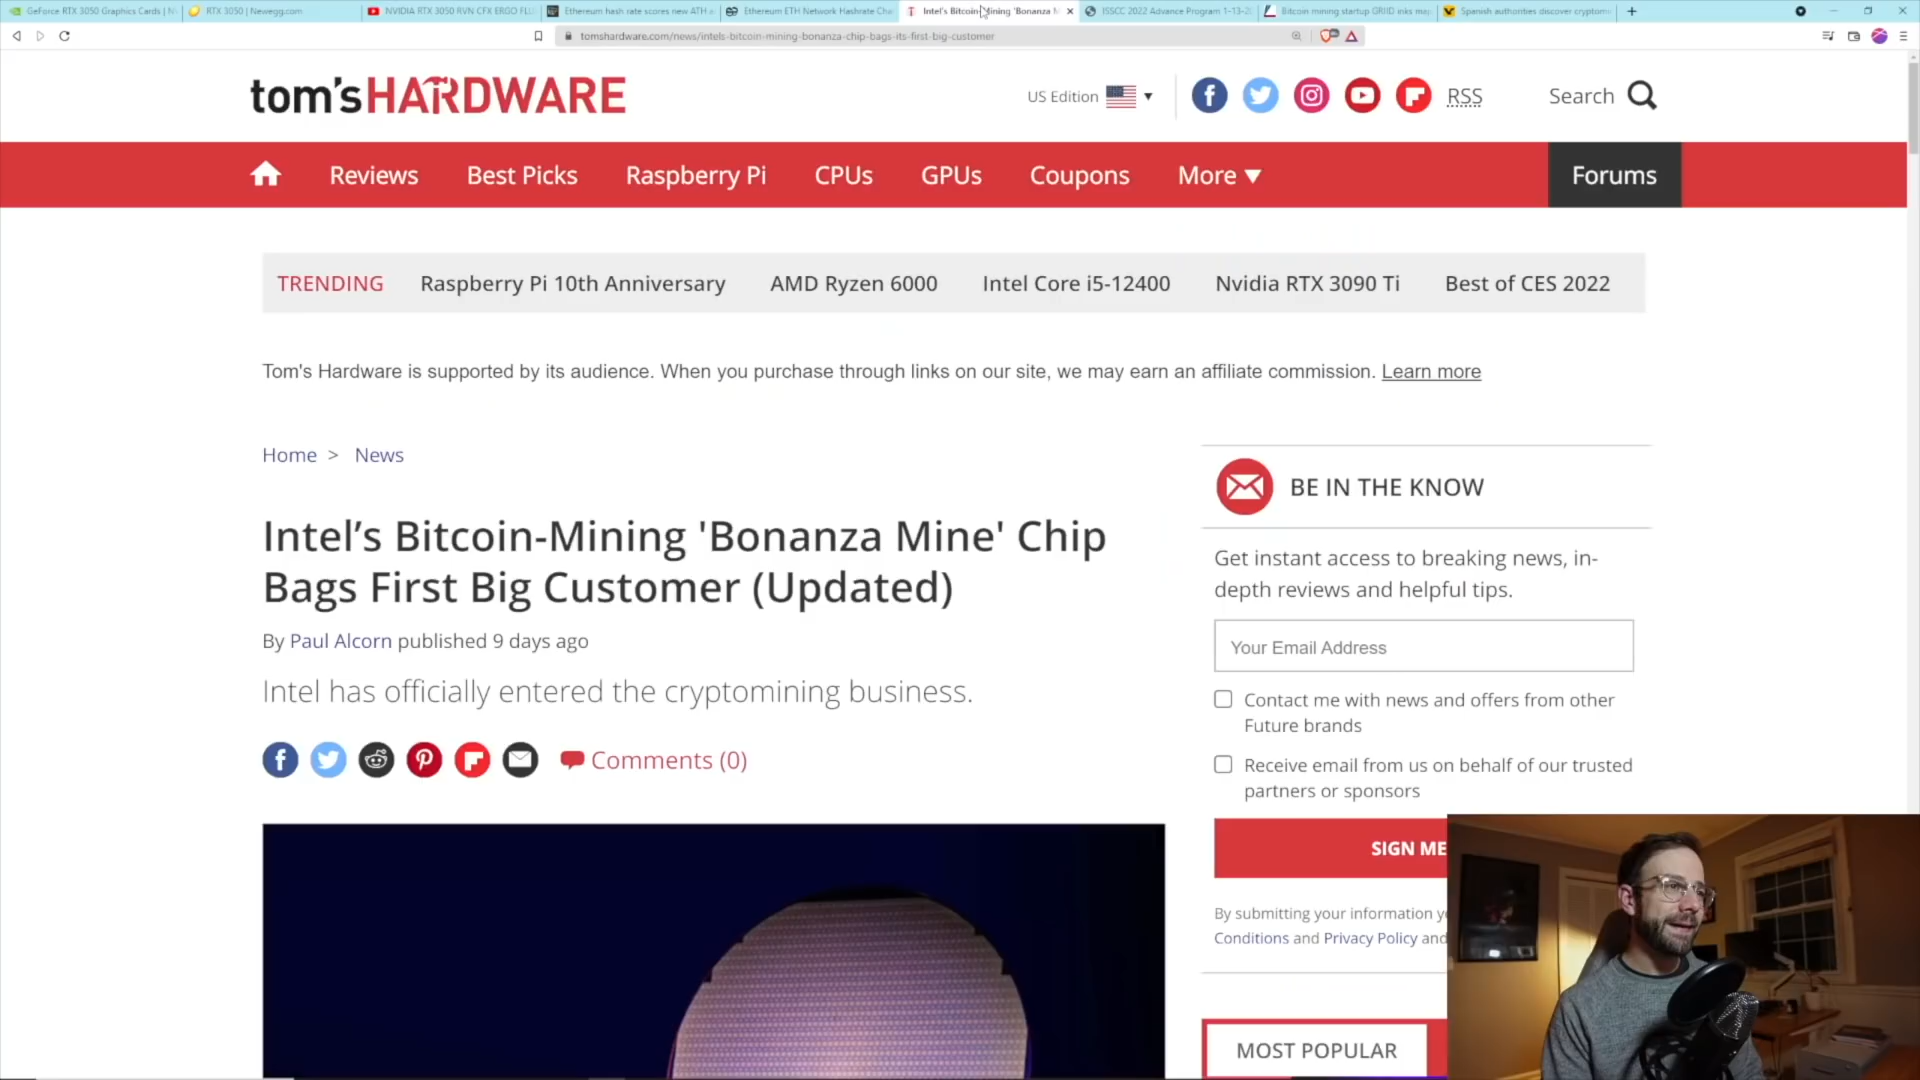 GeForce RTX 3050 Graphics Cards | N
RTX 3050 | Newegg.com
NVIDIA RTX 3050 RVN CFX ERGO FLU
Ethereum hash rate scores new ATH
Ethereum ETH Network Hashrate Cha
Intel's Bitcoin-Mining 'Bonanza M
ISSCC 2022 Advance Program 1-13-2
Bitcoin mining startup GRIID inks ma
Spanish authorities discover cryptom
tomshardware.com/news/intels-bitcoin-mining-bonanza-chip-bags-its-first-big-customer
tom'sHARDWARE
US Edition
RSS
Search
Reviews
Best Picks
Raspberry Pi
CPUs
GPUs
Coupons
More
Forums
TRENDING
Raspberry Pi 10th Anniversary
AMD Ryzen 6000
Intel Core i5-12400
Nvidia RTX 3090 Ti
Best of CES 2022
Tom's Hardware is supported by its audience. When you purchase through links on our site, we may earn an affiliate commission. Learn more
Home > News
Intel's Bitcoin-Mining 'Bonanza Mine' Chip
Bags First Big Customer (Updated)
By Paul Alcorn published 9 days ago
Intel has officially entered the cryptomining business.
Comments (0)
BE IN THE KNOW
Get instant access to breaking news, in-
depth reviews and helpful tips.
Your Email Address
Contact me with news and offers from other
Future brands
Receive email from us on behalf of our trusted
partners or sponsors
SIGN ME
By submitting your information y
Conditions and Privacy Policy and
MOST POPULAR